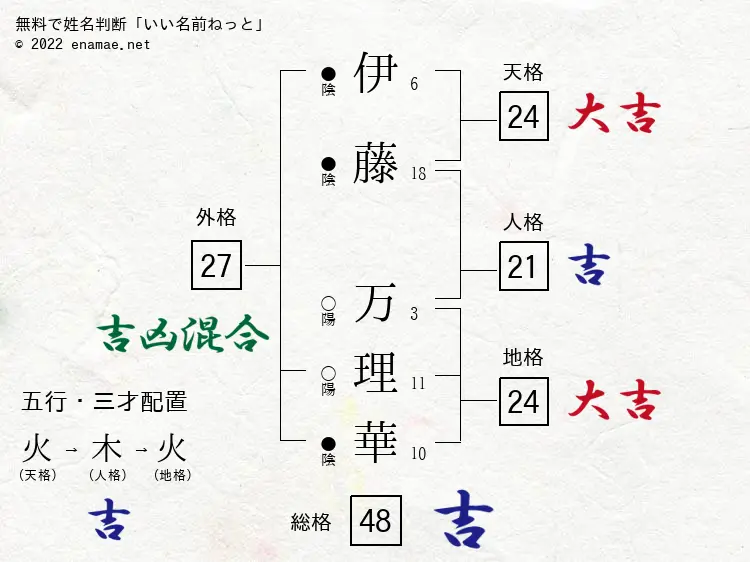 無料で姓名判断「いい名前ねっと」
© 2022 enamae.net
伊 6
●陰
藤 18
●陰
万 3
○陽
理 11
○陽
華 10
●陰
天格
24 大吉
人格
21 吉
地格
24 大吉
外格
27
吉凶混合
五行・三才配置
火 → 木 → 火
(天格) (人格) (地格)
吉
総格 48 吉